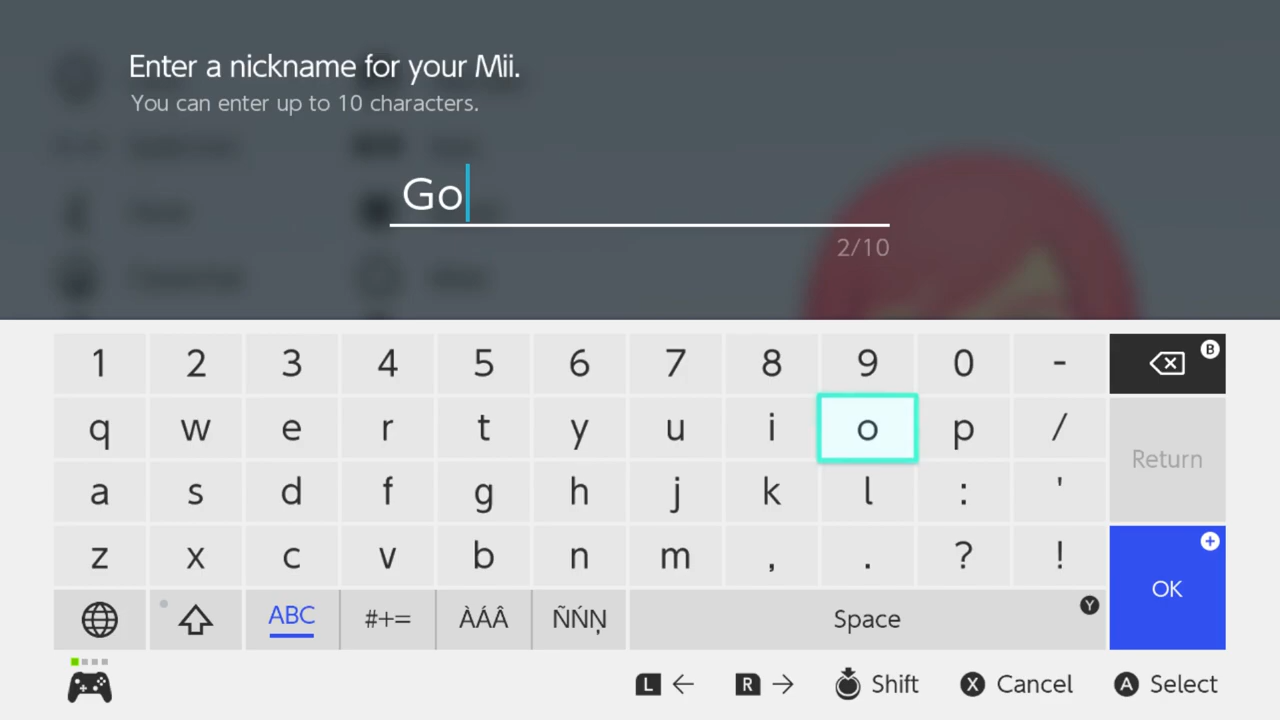 Enter a nickname for your Mii.
You can enter up to 10 characters.
Go
2/10
1 2 3 4 5 6 7 8 9 0 - B
q w e r t y u i o p /
Return
a s d f g h j k l : '
z x c v b n m , . ? ! +
OK
ABC #+= ÀÁÂ ÑŃŅ Space Y
L ← R → Shift X Cancel A Select